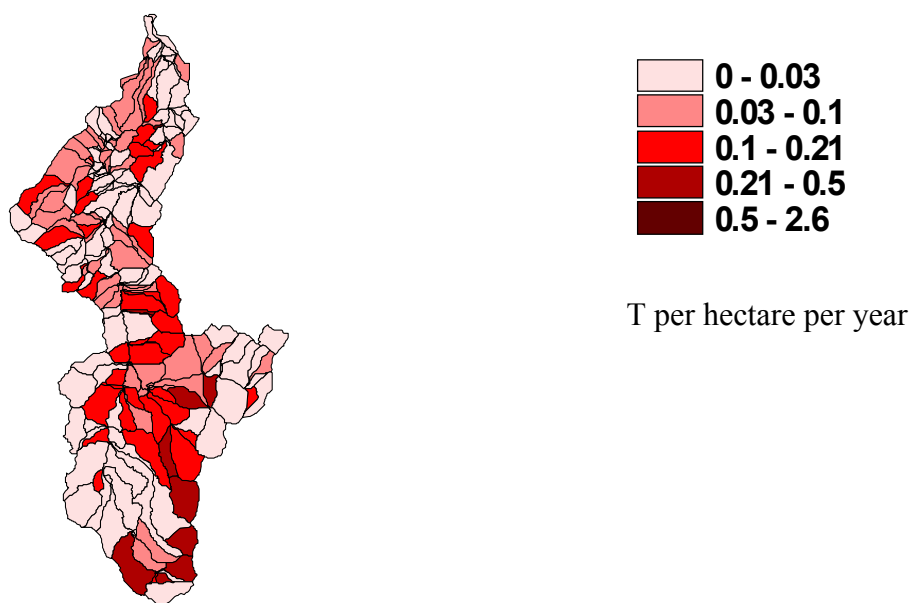 0 - 0.03
0.03 - 0.1
0.1 - 0.21
0.21 - 0.5
0.5 - 2.6
T per hectare per year